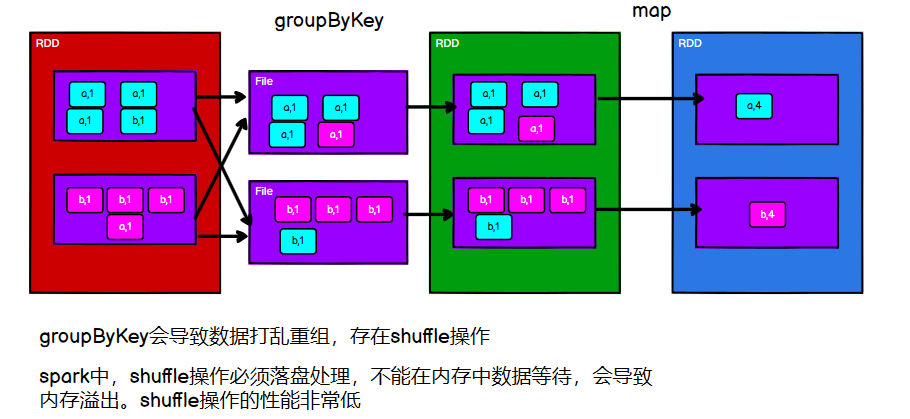 groupByKey
map
RDD
a,1 a,1
a,1 b,1
b,1 b,1 b,1
a,1
File
a,1 a,1
a,1 a,1
File
b,1 b,1 b,1
b,1
RDD
a,1 a,1
a,1 a,1
b,1 b,1 b,1
b,1
RDD
a,4
b,4
groupByKey会导致数据打乱重组，存在shuffle操作
spark中，shuffle操作必须落盘处理，不能在内存中数据等待，会导致
内存溢出。shuffle操作的性能非常低